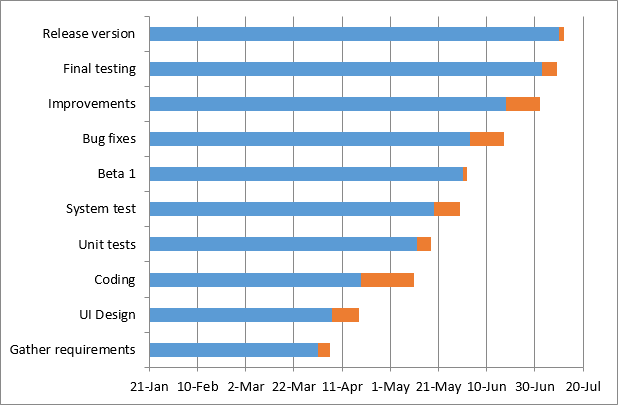 Release version
Final testing
Improvements
Bug fixes
Beta 1
System test
Unit tests
Coding
UI Design
Gather requirements
21-Jan 10-Feb 2-Mar 22-Mar 11-Apr 1-May 21-May 10-Jun 30-Jun 20-Jul